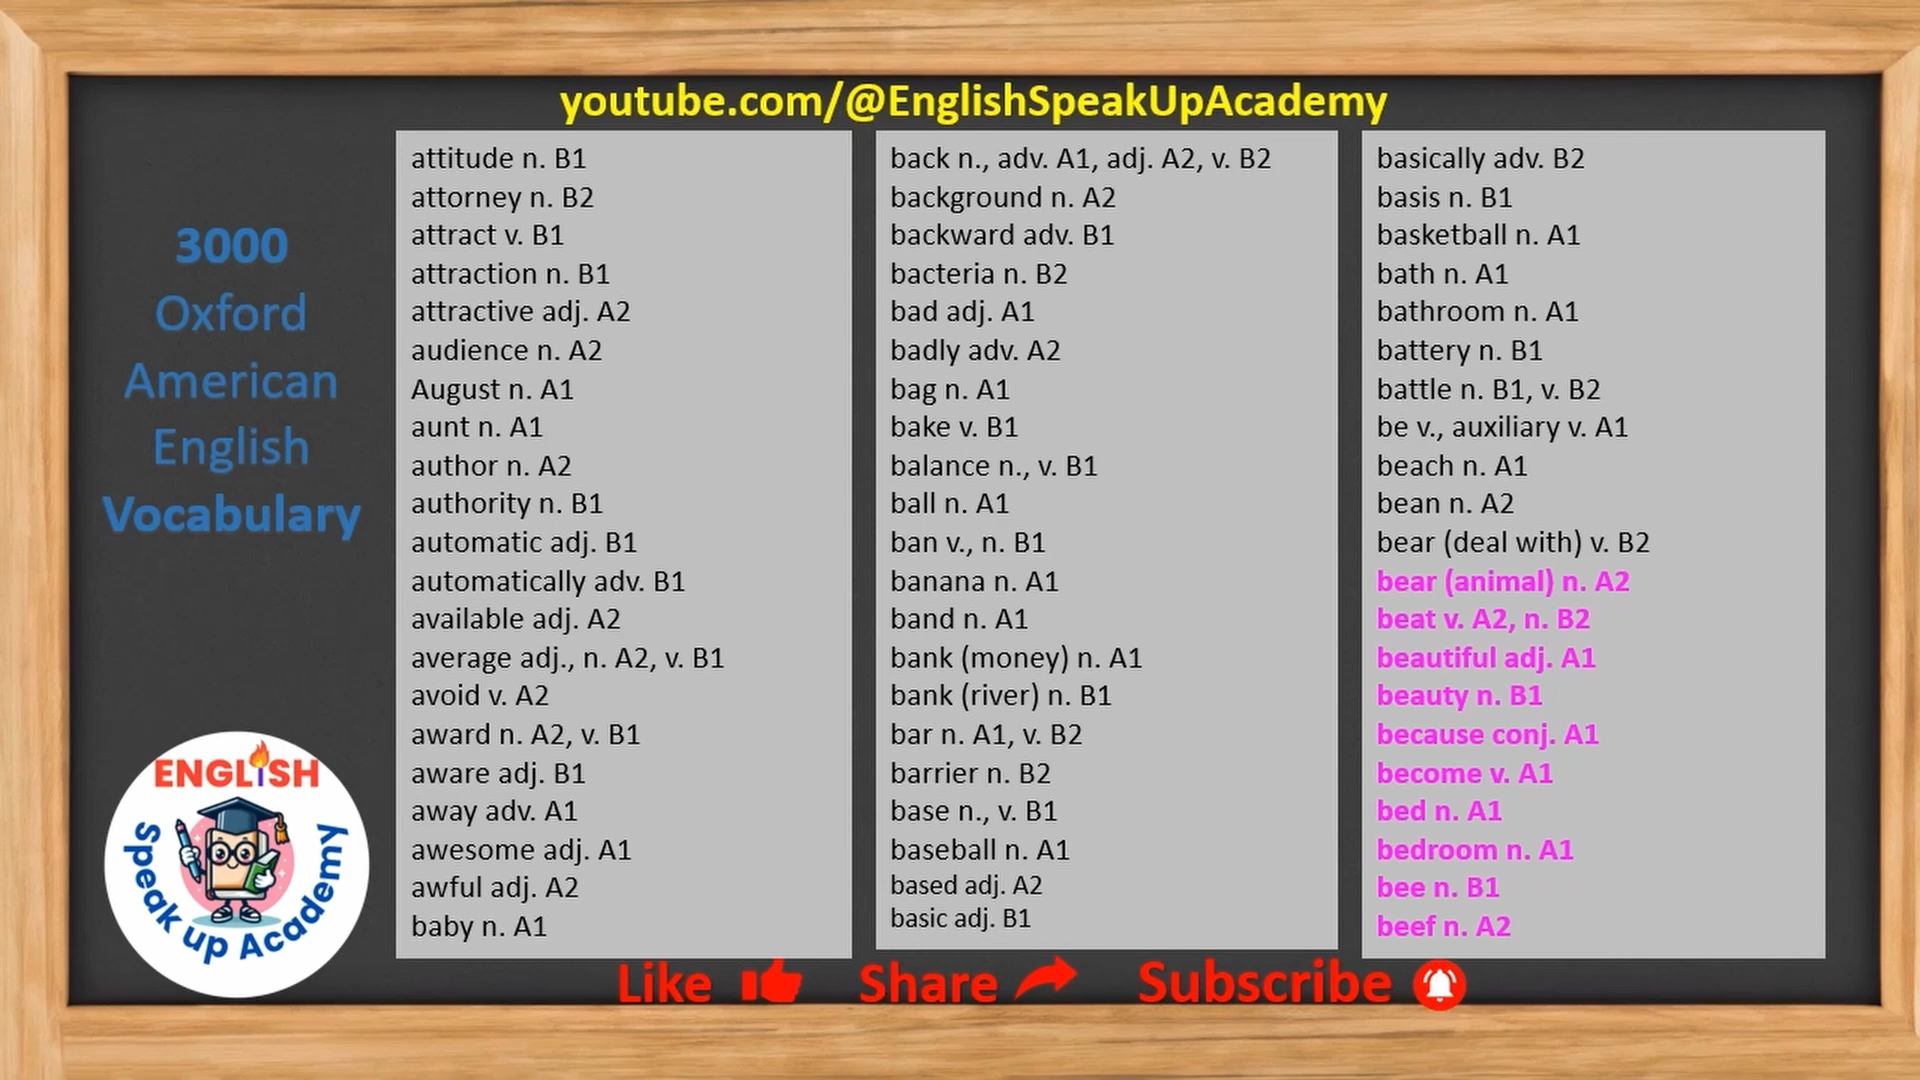 youtube.com/@EnglishSpeakUpAcademy
3000
Oxford
American
English
Vocabulary
ENGLISH
Speak up Academy
attitude n. B1
attorney n. B2
attract v. B1
attraction n. B1
attractive adj. A2
audience n. A2
August n. A1
aunt n. A1
author n. A2
authority n. B1
automatic adj. B1
automatically adv. B1
available adj. A2
average adj., n. A2, v. B1
avoid v. A2
award n. A2, v. B1
aware adj. B1
away adv. A1
awesome adj. A1
awful adj. A2
baby n. A1
back n., adv. A1, adj. A2, v. B2
background n. A2
backward adv. B1
bacteria n. B2
bad adj. A1
badly adv. A2
bag n. A1
bake v. B1
balance n., v. B1
ball n. A1
ban v., n. B1
banana n. A1
band n. A1
bank (money) n. A1
bank (river) n. B1
bar n. A1, v. B2
barrier n. B2
base n., v. B1
baseball n. A1
based adj. A2
basic adj. B1
basically adv. B2
basis n. B1
basketball n. A1
bath n. A1
bathroom n. A1
battery n. B1
battle n. B1, v. B2
be v., auxiliary v. A1
beach n. A1
bean n. A2
bear (deal with) v. B2
bear (animal) n. A2
beat v. A2, n. B2
beautiful adj. A1
beauty n. B1
because conj. A1
become v. A1
bed n. A1
bedroom n. A1
bee n. B1
beef n. A2
Like Share Subscribe